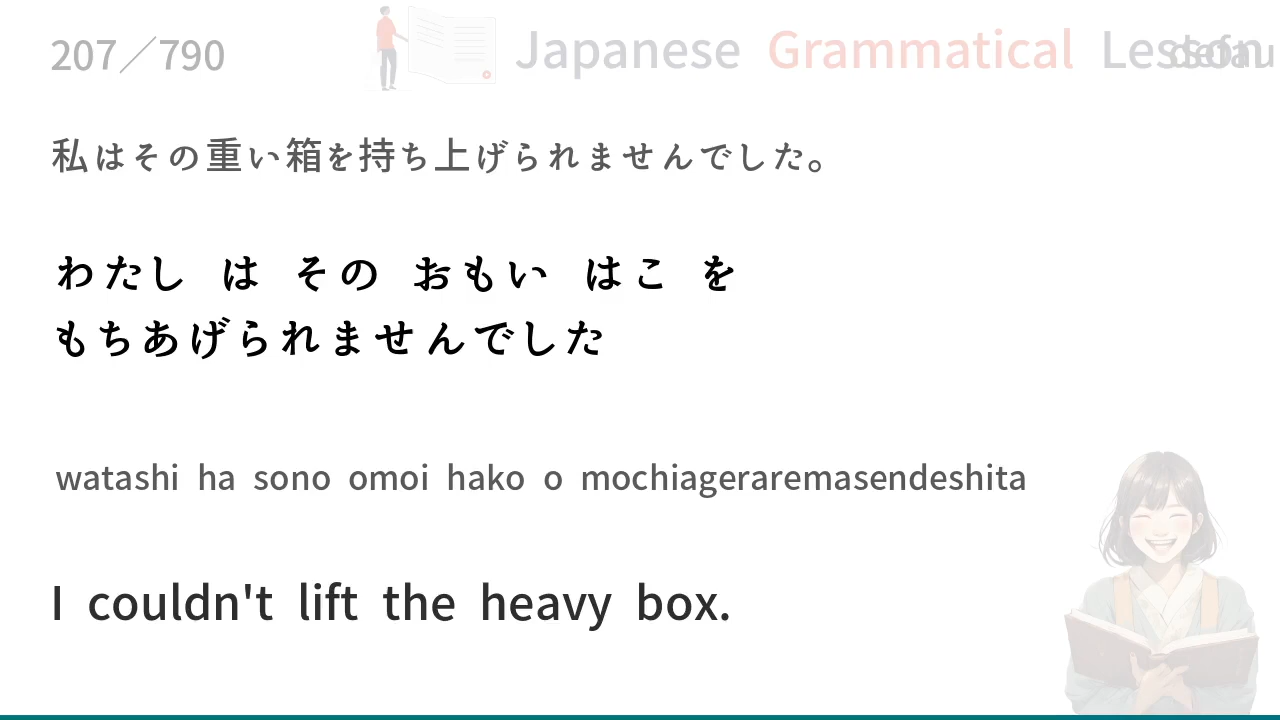 207／790
Japanese Grammatical Lesson
私はその重い箱を持ち上げられませんでした。
わたし は その おもい はこ を
もちあげられませんでした
watashi ha sono omoi hako o mochiageraremasendeshita
I couldn't lift the heavy box.